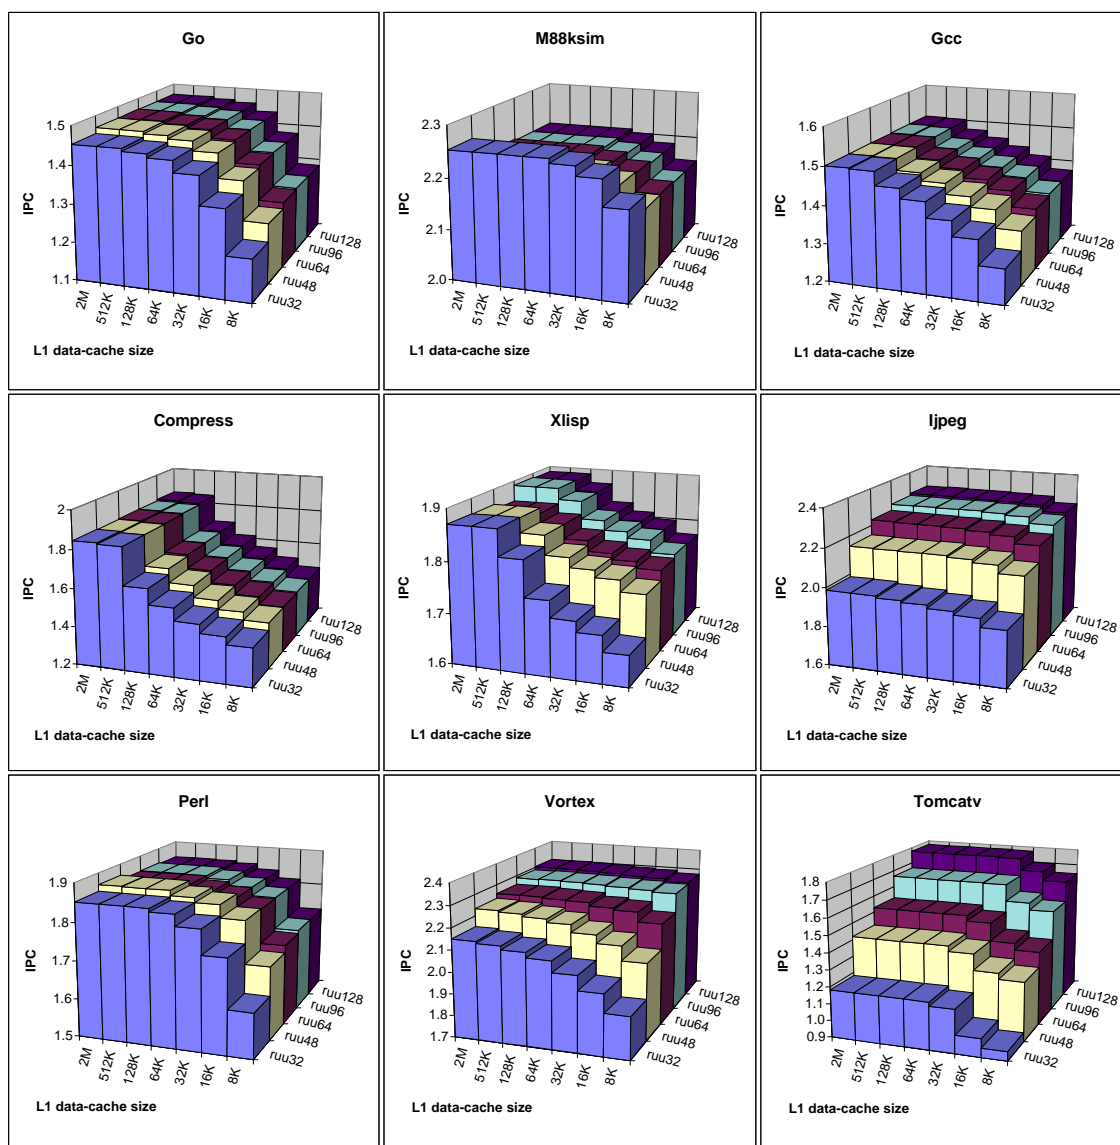 Go
1.5
1.4
1.3
1.2
1.1
IPC
2M
512K
128K
64K
32K
16K
8K
ruu32
ruu48
ruu64
ruu96
ruu128
L1 data-cache size
M88ksim
2.3
2.2
2.1
2.0
IPC
2M
512K
128K
64K
32K
16K
8K
ruu32
ruu48
ruu64
ruu96
ruu128
L1 data-cache size
Gcc
1.6
1.5
1.4
1.3
1.2
IPC
2M
512K
128K
64K
32K
16K
8K
ruu32
ruu48
ruu64
ruu96
ruu128
L1 data-cache size
Compress
2
1.8
1.6
1.4
1.2
IPC
2M
512K
128K
64K
32K
16K
8K
ruu32
ruu48
ruu64
ruu96
ruu128
L1 data-cache size
Xlisp
1.9
1.8
1.7
1.6
IPC
2M
512K
128K
64K
32K
16K
8K
ruu32
ruu48
ruu64
ruu96
ruu128
L1 data-cache size
Ijpeg
2.4
2.2
2.0
1.8
1.6
IPC
2M
512K
128K
64K
32K
16K
8K
ruu32
ruu48
ruu64
ruu96
ruu128
L1 data-cache size
Perl
1.9
1.8
1.7
1.6
1.5
IPC
2M
512K
128K
64K
32K
16K
8K
ruu32
ruu48
ruu64
ruu96
ruu128
L1 data-cache size
Vortex
2.4
2.3
2.2
2.1
2.0
1.9
1.8
1.7
IPC
2M
512K
128K
64K
32K
16K
8K
ruu32
ruu48
ruu64
ruu96
ruu128
L1 data-cache size
Tomcatv
1.8
1.7
1.6
1.5
1.4
1.3
1.2
1.1
1.0
0.9
IPC
2M
512K
128K
64K
32K
16K
8K
ruu32
ruu48
ruu64
ruu96
ruu128
L1 data-cache size